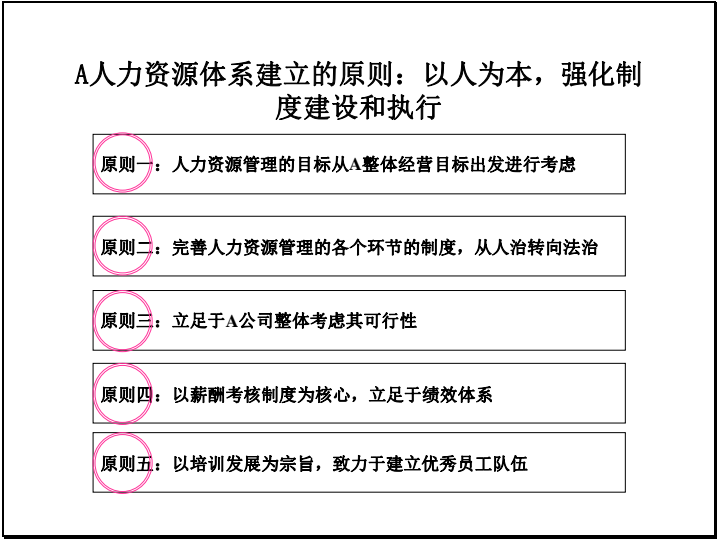 A人力资源体系建立的原则：以人为本，强化制
度建设和执行
原则一：人力资源管理的目标从A整体经营目标出发进行考虑
原则二：完善人力资源管理的各个环节的制度，从人治转向法治
原则三：立足于A公司整体考虑其可行性
原则四：以薪酬考核制度为核心，立足于绩效体系
原则五：以培训发展为宗旨，致力于建立优秀员工队伍